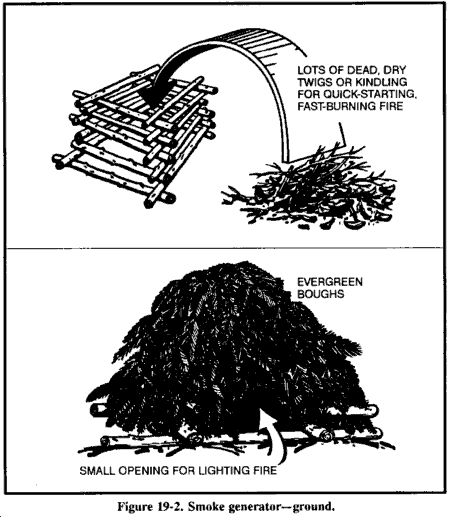 LOTS OF DEAD, DRY
TWIGS OR KINDLING
FOR QUICK-STARTING,
FAST-BURNING FIRE
EVERGREEN
BOUGHS
SMALL OPENING FOR LIGHTING FIRE
Figure 19-2. Smoke generator—ground.